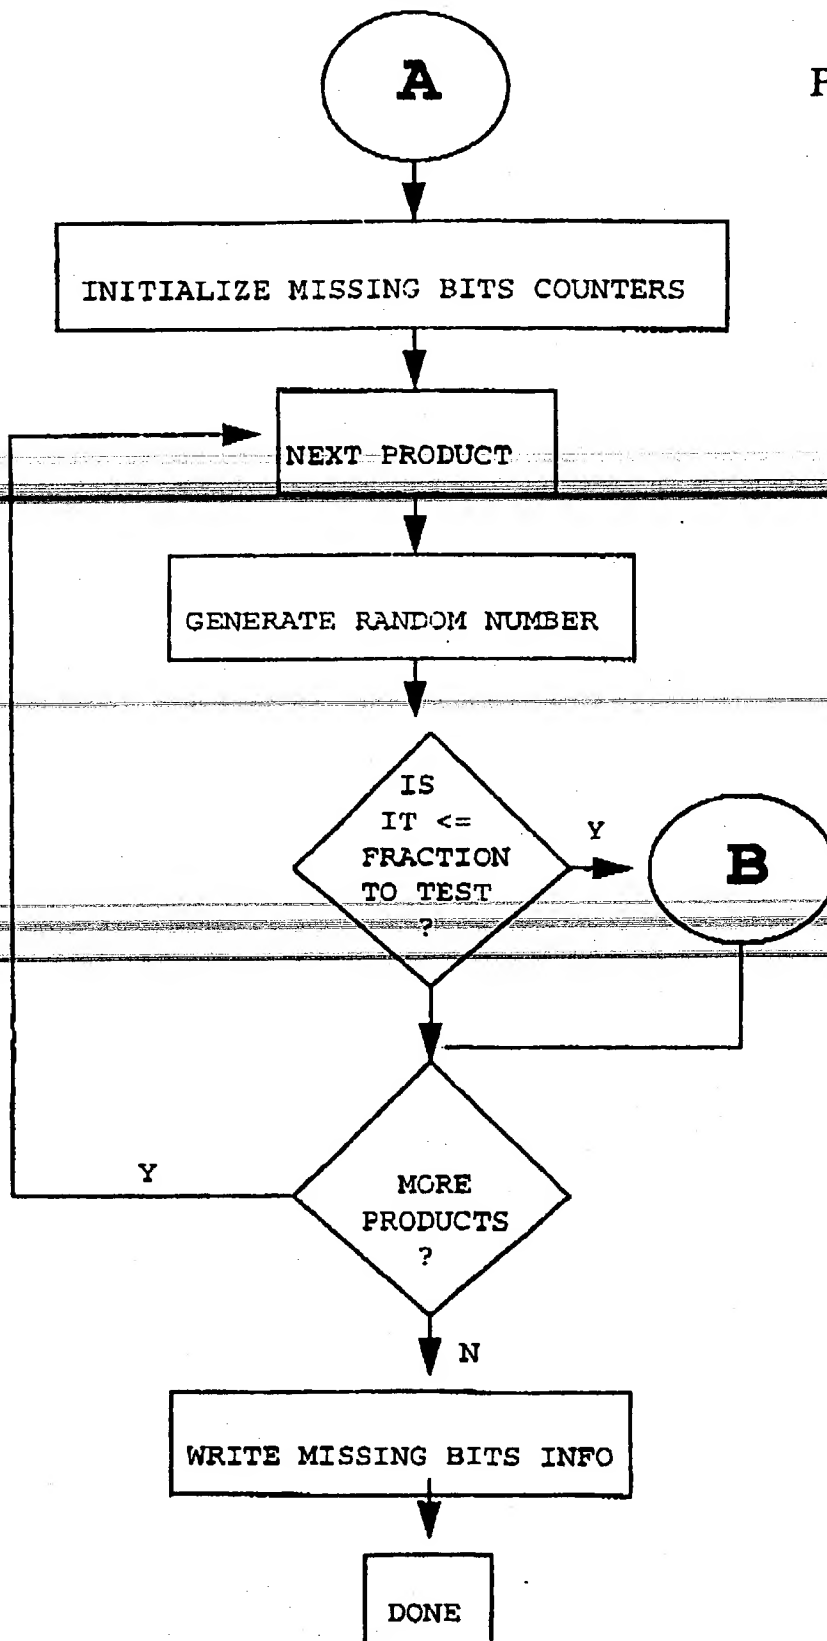 A
F
INITIALIZE MISSING BITS COUNTERS
NEXT PRODUCT
GENERATE RANDOM NUMBER
IS
IT <=
FRACTION
TO TEST
?
Y
B
Y
MORE
PRODUCTS
?
N
WRITE MISSING BITS INFO
DONE